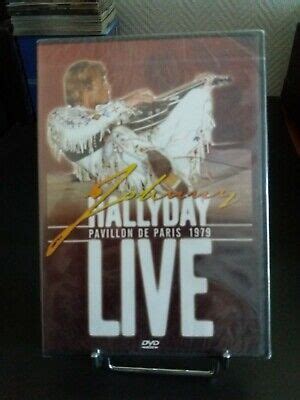 Johnny
HALLYDAY
PAVILLON DE PARIS 1979
LIVE
DVD